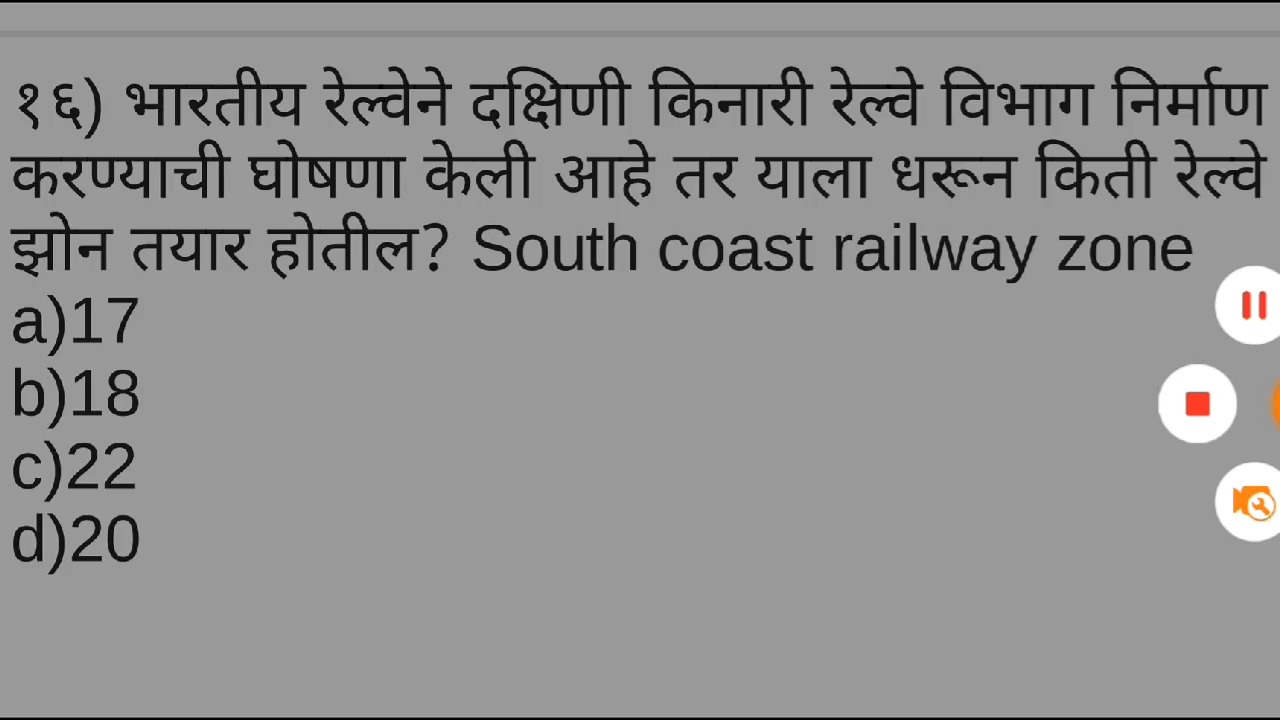 १६) भारतीय रेल्वेने दक्षिणी किनारी रेल्वे विभाग निर्माण
करण्याची घोषणा केली आहे तर याला धरून किती रेल्वे
झोन तयार होतील? South coast railway zone
a)17
b)18
c)22
d)20